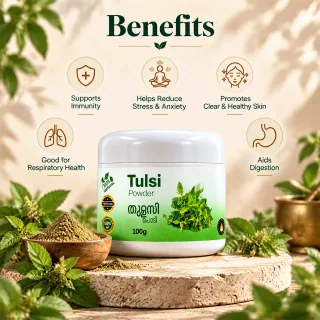 Benefits
Supports
Immunity
Helps Reduce
Stress & Anxiety
Promotes
Clear & Healthy Skin
Good for
Respiratory Health
Aids
Digestion
Tulsi
Powder
തുളസി
പൊടി
100g